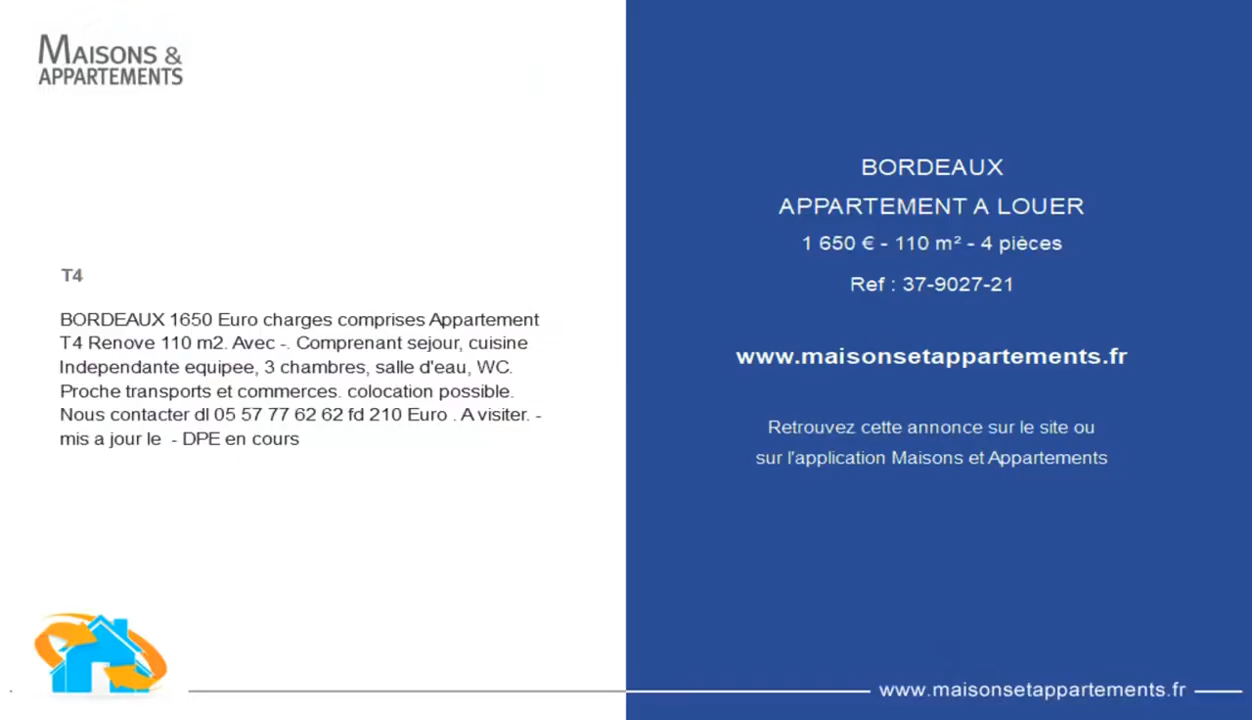 MAISONS &
APPARTEMENTS
T4
BORDEAUX 1650 Euro charges comprises Appartement
T4 Renove 110 m2. Avec -. Comprenant sejour, cuisine
Independante equipee, 3 chambres, salle d'eau, WC.
Proche transports et commerces. colocation possible.
Nous contacter dl 05 57 77 62 62 fd 210 Euro . A visiter. -
mis a jour le  - DPE en cours
BORDEAUX
APPARTEMENT A LOUER
1 650 € - 110 m² - 4 pièces
Ref : 37-9027-21
www.maisonsetappartements.fr
Retrouvez cette annonce sur le site ou
sur l'application Maisons et Appartements
www.maisonsetappartements.fr